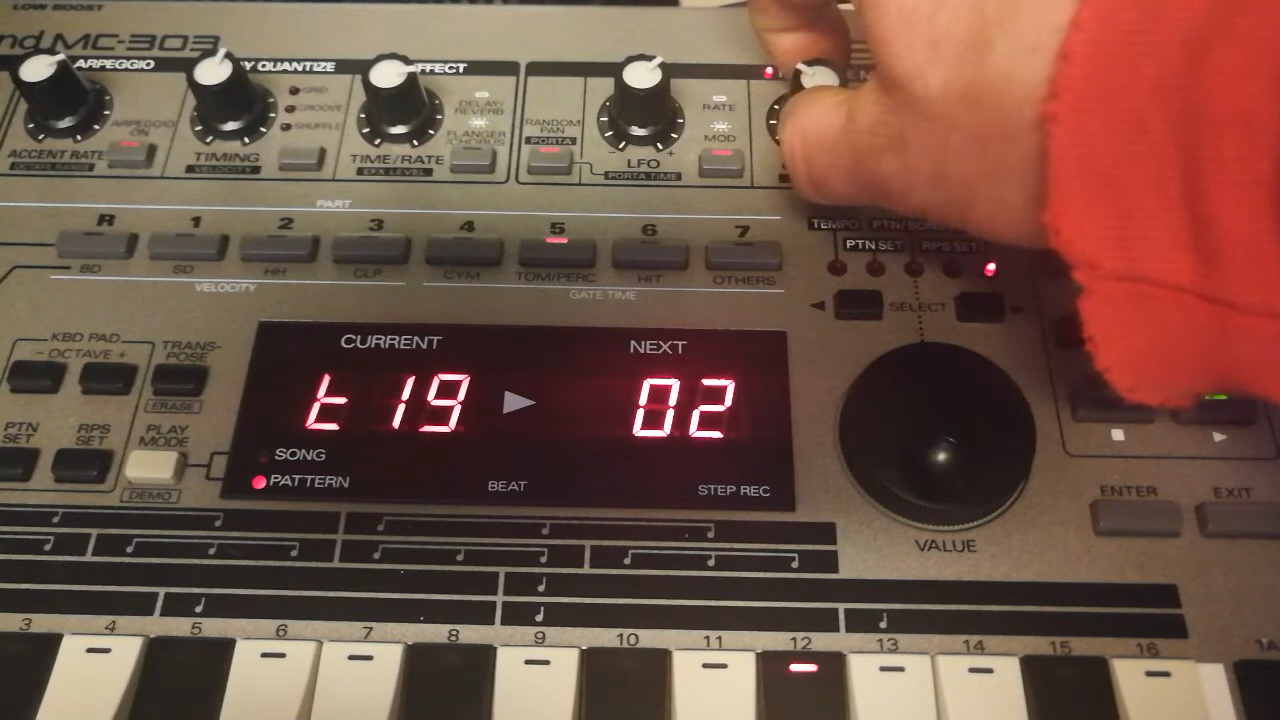 LOW BOOST
nd MC-303
ARPEGGIO
Y QUANTIZE
EFFECT
GRID
GROOVE
SHUFFLE
DELAY/
REVERB
FLANGER
/CHORUS
ARPEGGIO
ON
ACCENT RATE
OCTAVE RANGE
TIMING
VELOCITY
TIME/RATE
EFX LEVEL
RANDOM
PAN
PORTA
- +
LFO
PORTA TIME
RATE
MOD
PART
R 1 2 3 4 5 6 7
BD SD HH CLP CYM TOM/PERC HIT OTHERS
VELOCITY
GATE TIME
TEMPO
PTN SET
RPS SET
SELECT
KBD PAD
- OCTAVE +
TRANS-
POSE
ERASE
PTN
SET
RPS
SET
PLAY
MODE
DEMO
CURRENT
NEXT
t19
02
SONG
PATTERN
BEAT
STEP REC
VALUE
ENTER
EXIT
3 4 5 6 7 8 9 10 11 12 13 14 15 16